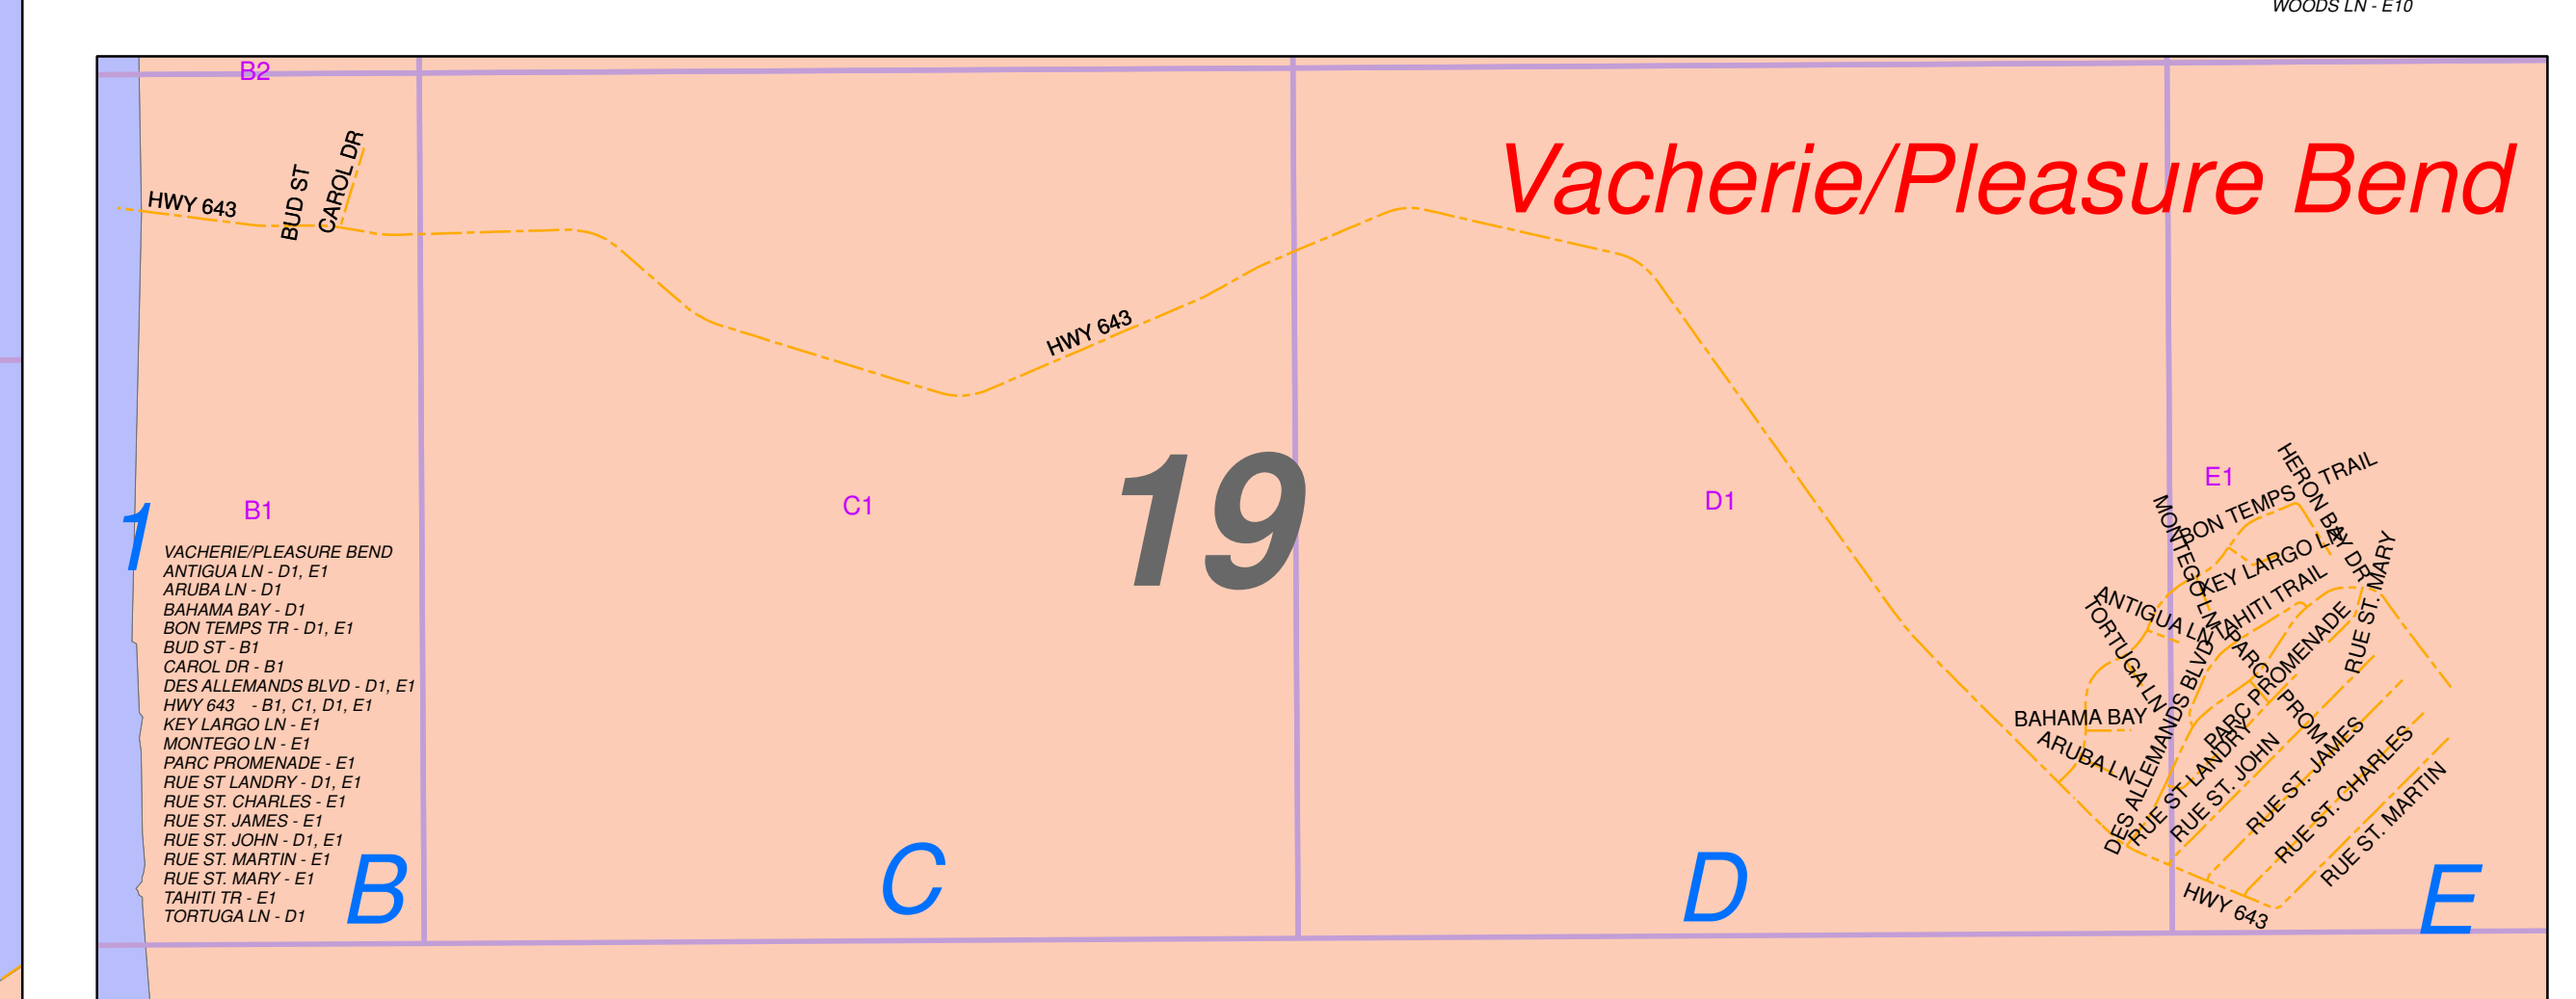 WOODS LN - E10
B2
Vacherie/Pleasure Bend
HWY 643
BUD ST
CAROL DR
HWY 643
19
B1
C1
D1
E1
1
VACHERIE/PLEASURE BEND
ANTIGUA LN - D1, E1
ARUBA LN - D1
BAHAMA BAY - D1
BON TEMPS TR - D1, E1
BUD ST - B1
CAROL DR - B1
DES ALLEMANDS BLVD - D1, E1
HWY 643 - B1, C1, D1, E1
KEY LARGO LN - E1
MONTEGO LN - E1
PARC PROMENADE - E1
RUE ST LANDRY - D1, E1
RUE ST. CHARLES - E1
RUE ST. JAMES - E1
RUE ST. JOHN - D1, E1
RUE ST. MARTIN - E1
RUE ST. MARY - E1
TAHITI TR - E1
TORTUGA LN - D1
HERON BAY DR
BON TEMPS TRAIL
MONTEGO LN
KEY LARGO LN
TAHITI TRAIL
RUE ST. MARY
ANTIGUA LN
TORTUGA LN
PARC PROM
PARC PROMENADE
BAHAMA BAY
ARUBA LN
DES ALLEMANDS BLVD
RUE ST LANDRY
RUE ST. JOHN
RUE ST. JAMES
RUE ST. CHARLES
RUE ST. MARTIN
HWY 643
B
C
D
E